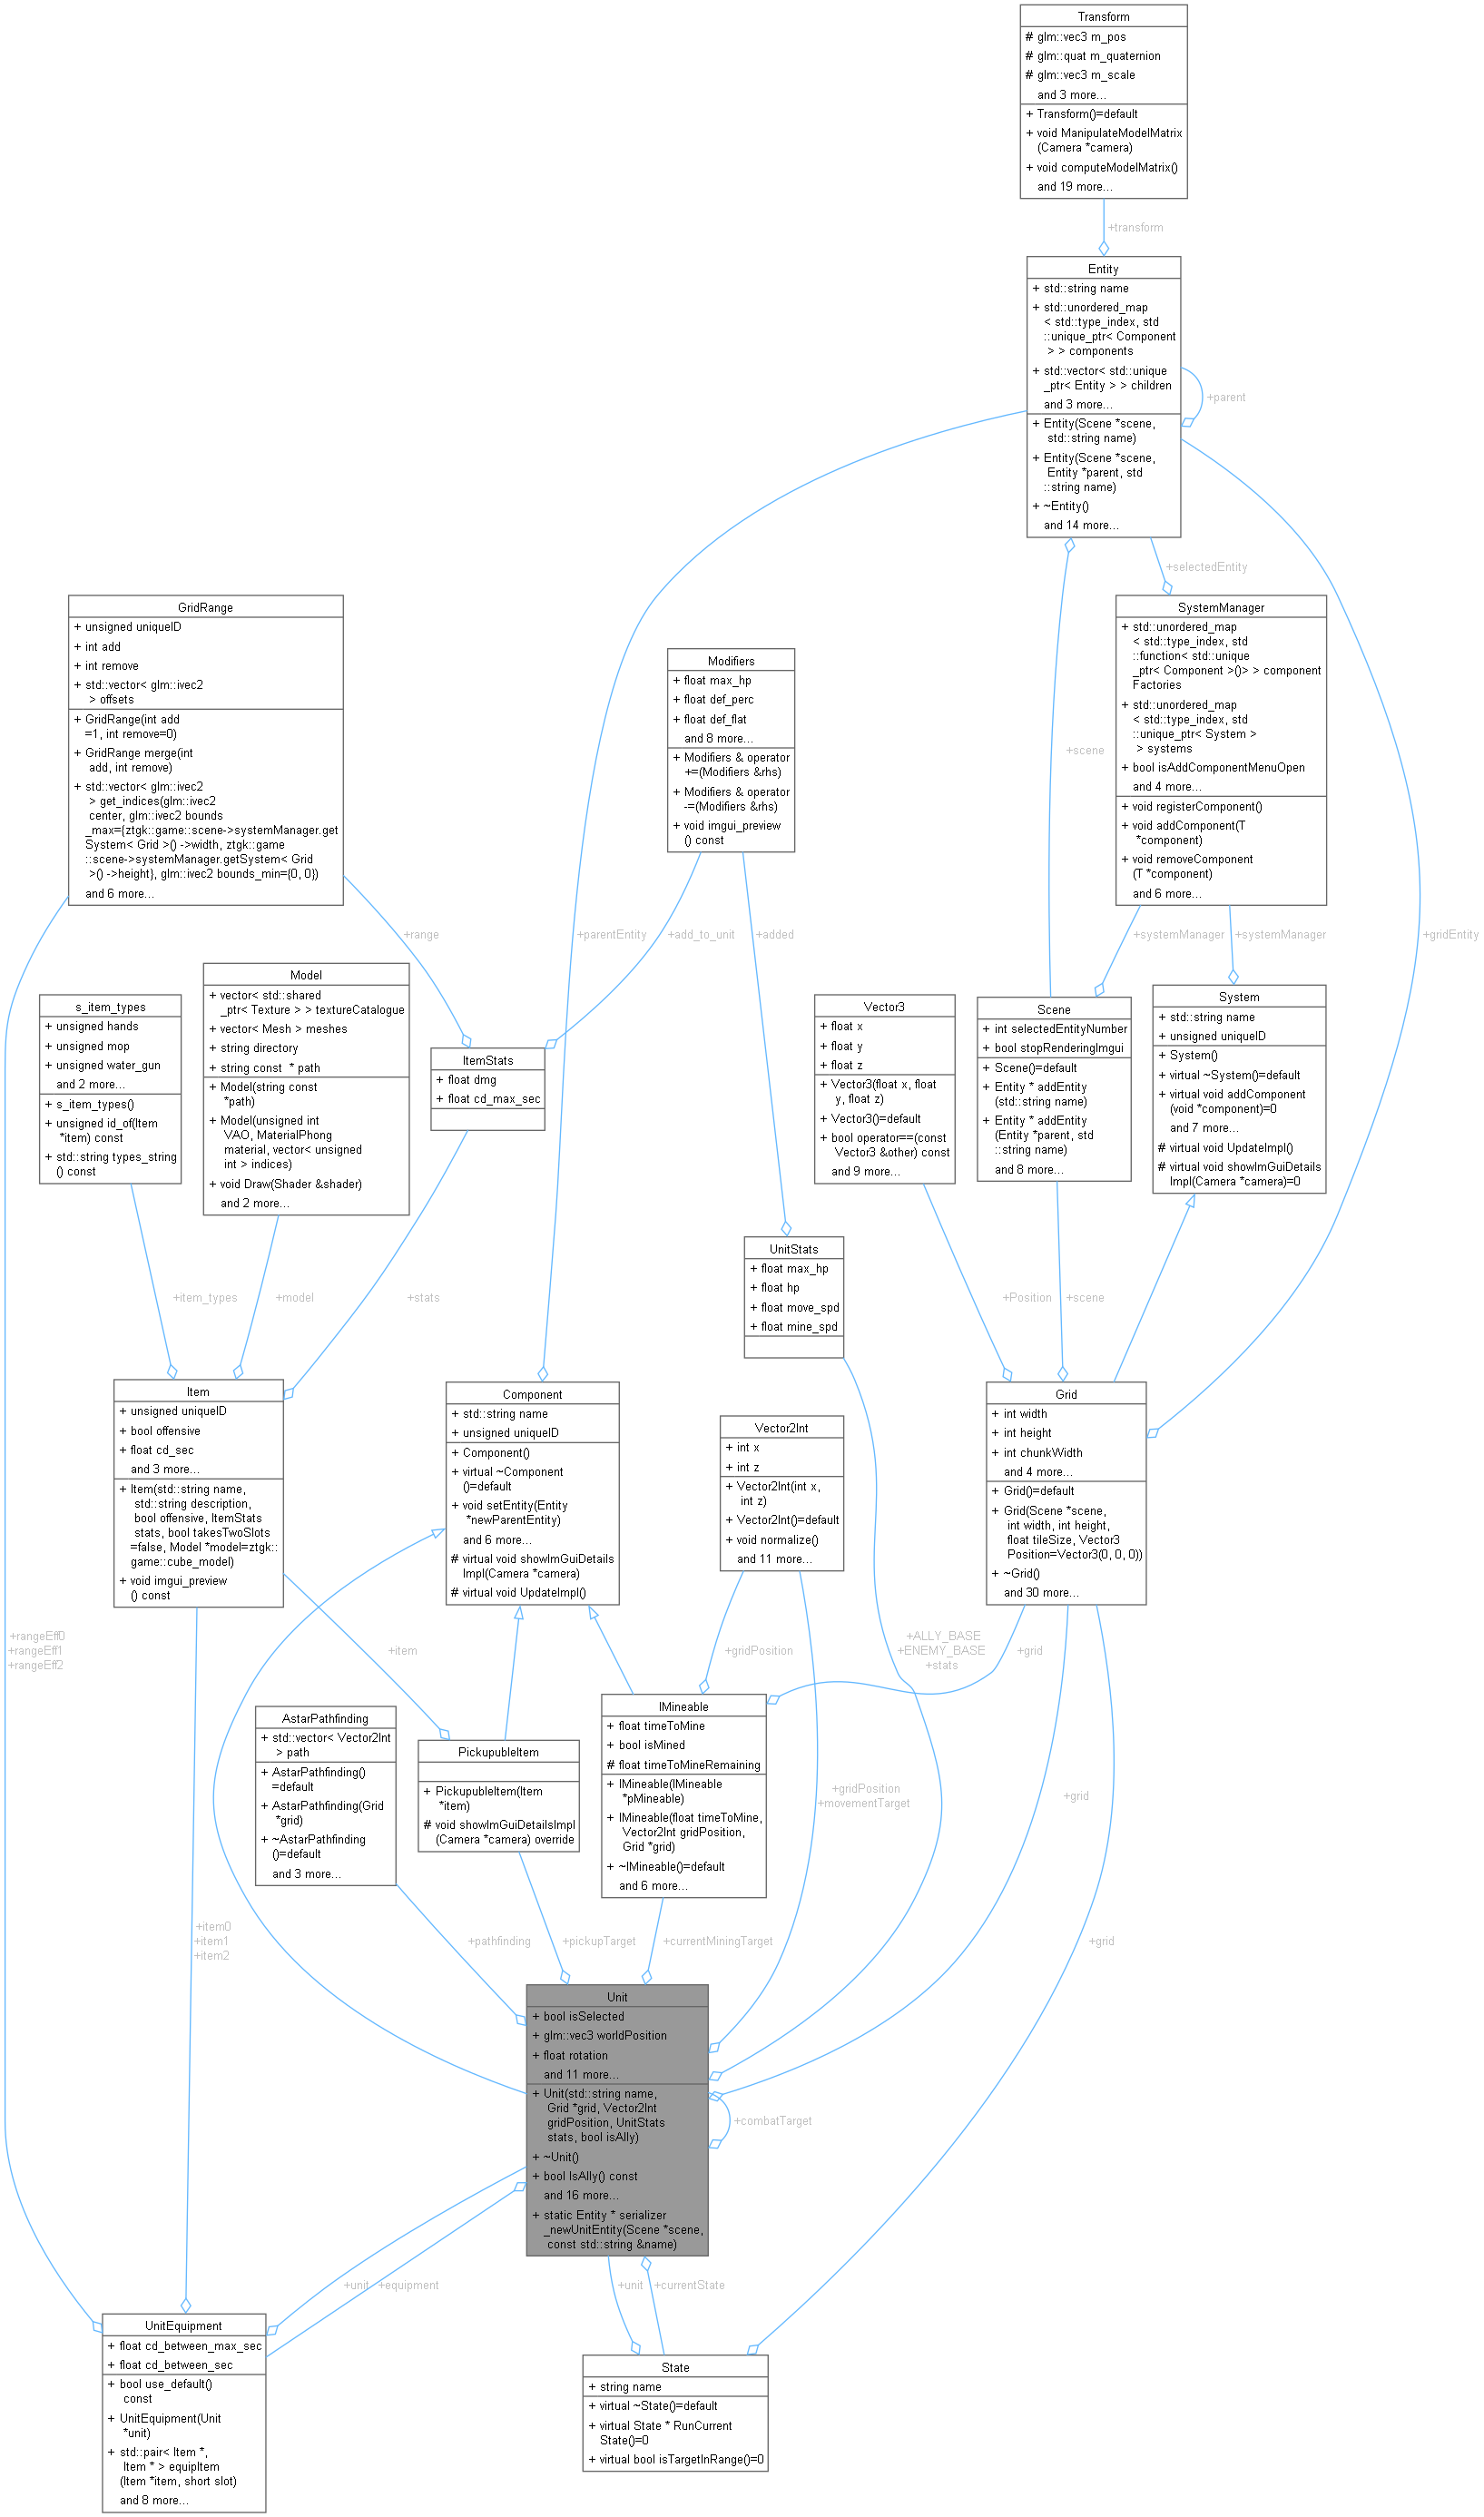 Transform
# glm::vec3 m_pos
# glm::quat m_quaternion
# glm::vec3 m_scale
and 3 more...
+ Transform()=default
+ void ManipulateModelMatrix
(Camera *camera)
+ void computeModelMatrix()
and 19 more...
+transform
Entity
+ std::string name
+ std::unordered_map
< std::type_index, std
::unique_ptr< Component
> > components
+ std::vector< std::unique
_ptr< Entity > > children
and 3 more...
+ Entity(Scene *scene,
std::string name)
+ Entity(Scene *scene,
Entity *parent, std
::string name)
+ ~Entity()
and 14 more...
+parent
+selectedEntity
+scene
GridRange
+ unsigned uniqueID
+ int add
+ int remove
+ std::vector< glm::ivec2
> offsets
+ GridRange(int add
=1, int remove=0)
+ GridRange merge(int
add, int remove)
+ std::vector< glm::ivec2
> get_indices(glm::ivec2
center, glm::ivec2 bounds
_max={ztgk::game::scene->systemManager.get
System< Grid >() ->width, ztgk::game
::scene->systemManager.getSystem< Grid
>() ->height}, glm::ivec2 bounds_min={0, 0})
and 6 more...
Modifiers
+ float max_hp
+ float def_perc
+ float def_flat
and 8 more...
+ Modifiers & operator
+=(Modifiers &rhs)
+ Modifiers & operator
-=(Modifiers &rhs)
+ void imgui_preview
() const
SystemManager
+ std::unordered_map
< std::type_index, std
::function< std::unique
_ptr< Component >()> > component
Factories
+ std::unordered_map
< std::type_index, std
::unique_ptr< System >
> systems
+ bool isAddComponentMenuOpen
and 4 more...
+ void registerComponent()
+ void addComponent(T
*component)
+ void removeComponent
(T *component)
and 6 more...
+range
+parentEntity
+add_to_unit
+added
+systemManager
+systemManager
+gridEntity
s_item_types
+ unsigned hands
+ unsigned mop
+ unsigned water_gun
and 2 more...
+ s_item_types()
+ unsigned id_of(Item
*item) const
+ std::string types_string
() const
Model
+ vector< std::shared
_ptr< Texture > > textureCatalogue
+ vector< Mesh > meshes
+ string directory
+ string const  * path
+ Model(string const
*path)
+ Model(unsigned int
VAO, MaterialPhong
material, vector< unsigned
int > indices)
+ void Draw(Shader &shader)
and 2 more...
ItemStats
+ float dmg
+ float cd_max_sec
Vector3
+ float x
+ float y
+ float z
+ Vector3(float x, float
y, float z)
+ Vector3()=default
+ bool operator==(const
Vector3 &other) const
and 9 more...
Scene
+ int selectedEntityNumber
+ bool stopRenderingImgui
+ Scene()=default
+ Entity * addEntity
(std::string name)
+ Entity * addEntity
(Entity *parent, std
::string name)
and 8 more...
System
+ std::string name
+ unsigned uniqueID
+ System()
+ virtual ~System()=default
+ virtual void addComponent
(void *component)=0
and 7 more...
# virtual void UpdateImpl()
# virtual void showImGuiDetails
Impl(Camera *camera)=0
UnitStats
+ float max_hp
+ float hp
+ float move_spd
+ float mine_spd
+item_types
+model
+stats
+Position
+scene
Item
+ unsigned uniqueID
+ bool offensive
+ float cd_sec
and 3 more...
+ Item(std::string name,
std::string description,
bool offensive, ItemStats
stats, bool takesTwoSlots
=false, Model *model=ztgk::
game::cube_model)
+ void imgui_preview
() const
Component
+ std::string name
+ unsigned uniqueID
+ Component()
+ virtual ~Component
()=default
+ void setEntity(Entity
*newParentEntity)
and 6 more...
# virtual void showImGuiDetails
Impl(Camera *camera)
# virtual void UpdateImpl()
Vector2Int
+ int x
+ int z
+ Vector2Int(int x,
int z)
+ Vector2Int()=default
+ void normalize()
and 11 more...
Grid
+ int width
+ int height
+ int chunkWidth
and 4 more...
+ Grid()=default
+ Grid(Scene *scene,
int width, int height,
float tileSize, Vector3
Position=Vector3(0, 0, 0))
+ ~Grid()
and 30 more...
+rangeEff0
+rangeEff1
+rangeEff2
+item
+gridPosition
+ALLY_BASE
+ENEMY_BASE
+stats
+grid
AstarPathfinding
+ std::vector< Vector2Int
> path
+ AstarPathfinding()
=default
+ AstarPathfinding(Grid
*grid)
+ ~AstarPathfinding
()=default
and 3 more...
PickupubleItem
+ PickupubleItem(Item
*item)
# void showImGuiDetailsImpl
(Camera *camera) override
IMineable
+ float timeToMine
+ bool isMined
# float timeToMineRemaining
+ IMineable(IMineable
*pMineable)
+ IMineable(float timeToMine,
Vector2Int gridPosition,
Grid *grid)
+ ~IMineable()=default
and 6 more...
+gridPosition
+movementTarget
+grid
+item0
+item1
+item2
+pathfinding
+pickupTarget
+currentMiningTarget
+grid
Unit
+ bool isSelected
+ glm::vec3 worldPosition
+ float rotation
and 11 more...
+ Unit(std::string name,
Grid *grid, Vector2Int
gridPosition, UnitStats
stats, bool isAlly)
+ ~Unit()
+ bool IsAlly() const
and 16 more...
+ static Entity * serializer
_newUnitEntity(Scene *scene,
const std::string &name)
+combatTarget
+unit
+equipment
+unit
+currentState
UnitEquipment
+ float cd_between_max_sec
+ float cd_between_sec
+ bool use_default()
const
+ UnitEquipment(Unit
*unit)
+ std::pair< Item *,
Item * > equipItem
(Item *item, short slot)
and 8 more...
State
+ string name
+ virtual ~State()=default
+ virtual State * RunCurrent
State()=0
+ virtual bool isTargetInRange()=0